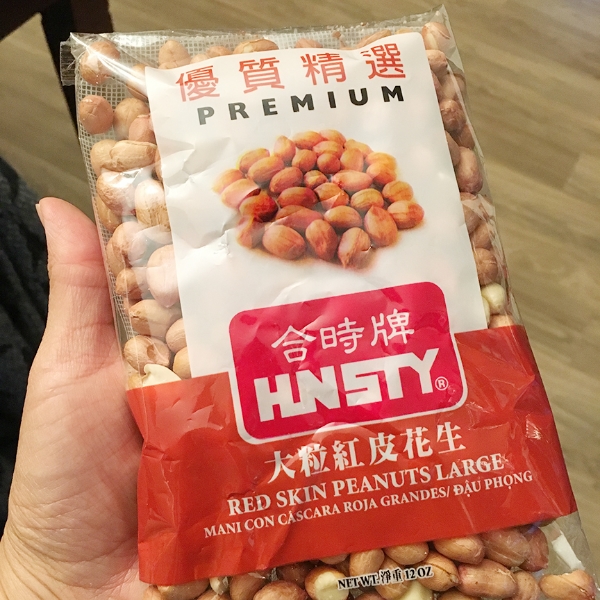 優質精選
PREMIUM
合時牌
HNSTY®
大粒紅皮花生
RED SKIN PEANUTS LARGE
MANI CON CÁSCARA ROJA GRANDES/ ĐẬU PHỌNG
NET WT. 淨重 12 OZ